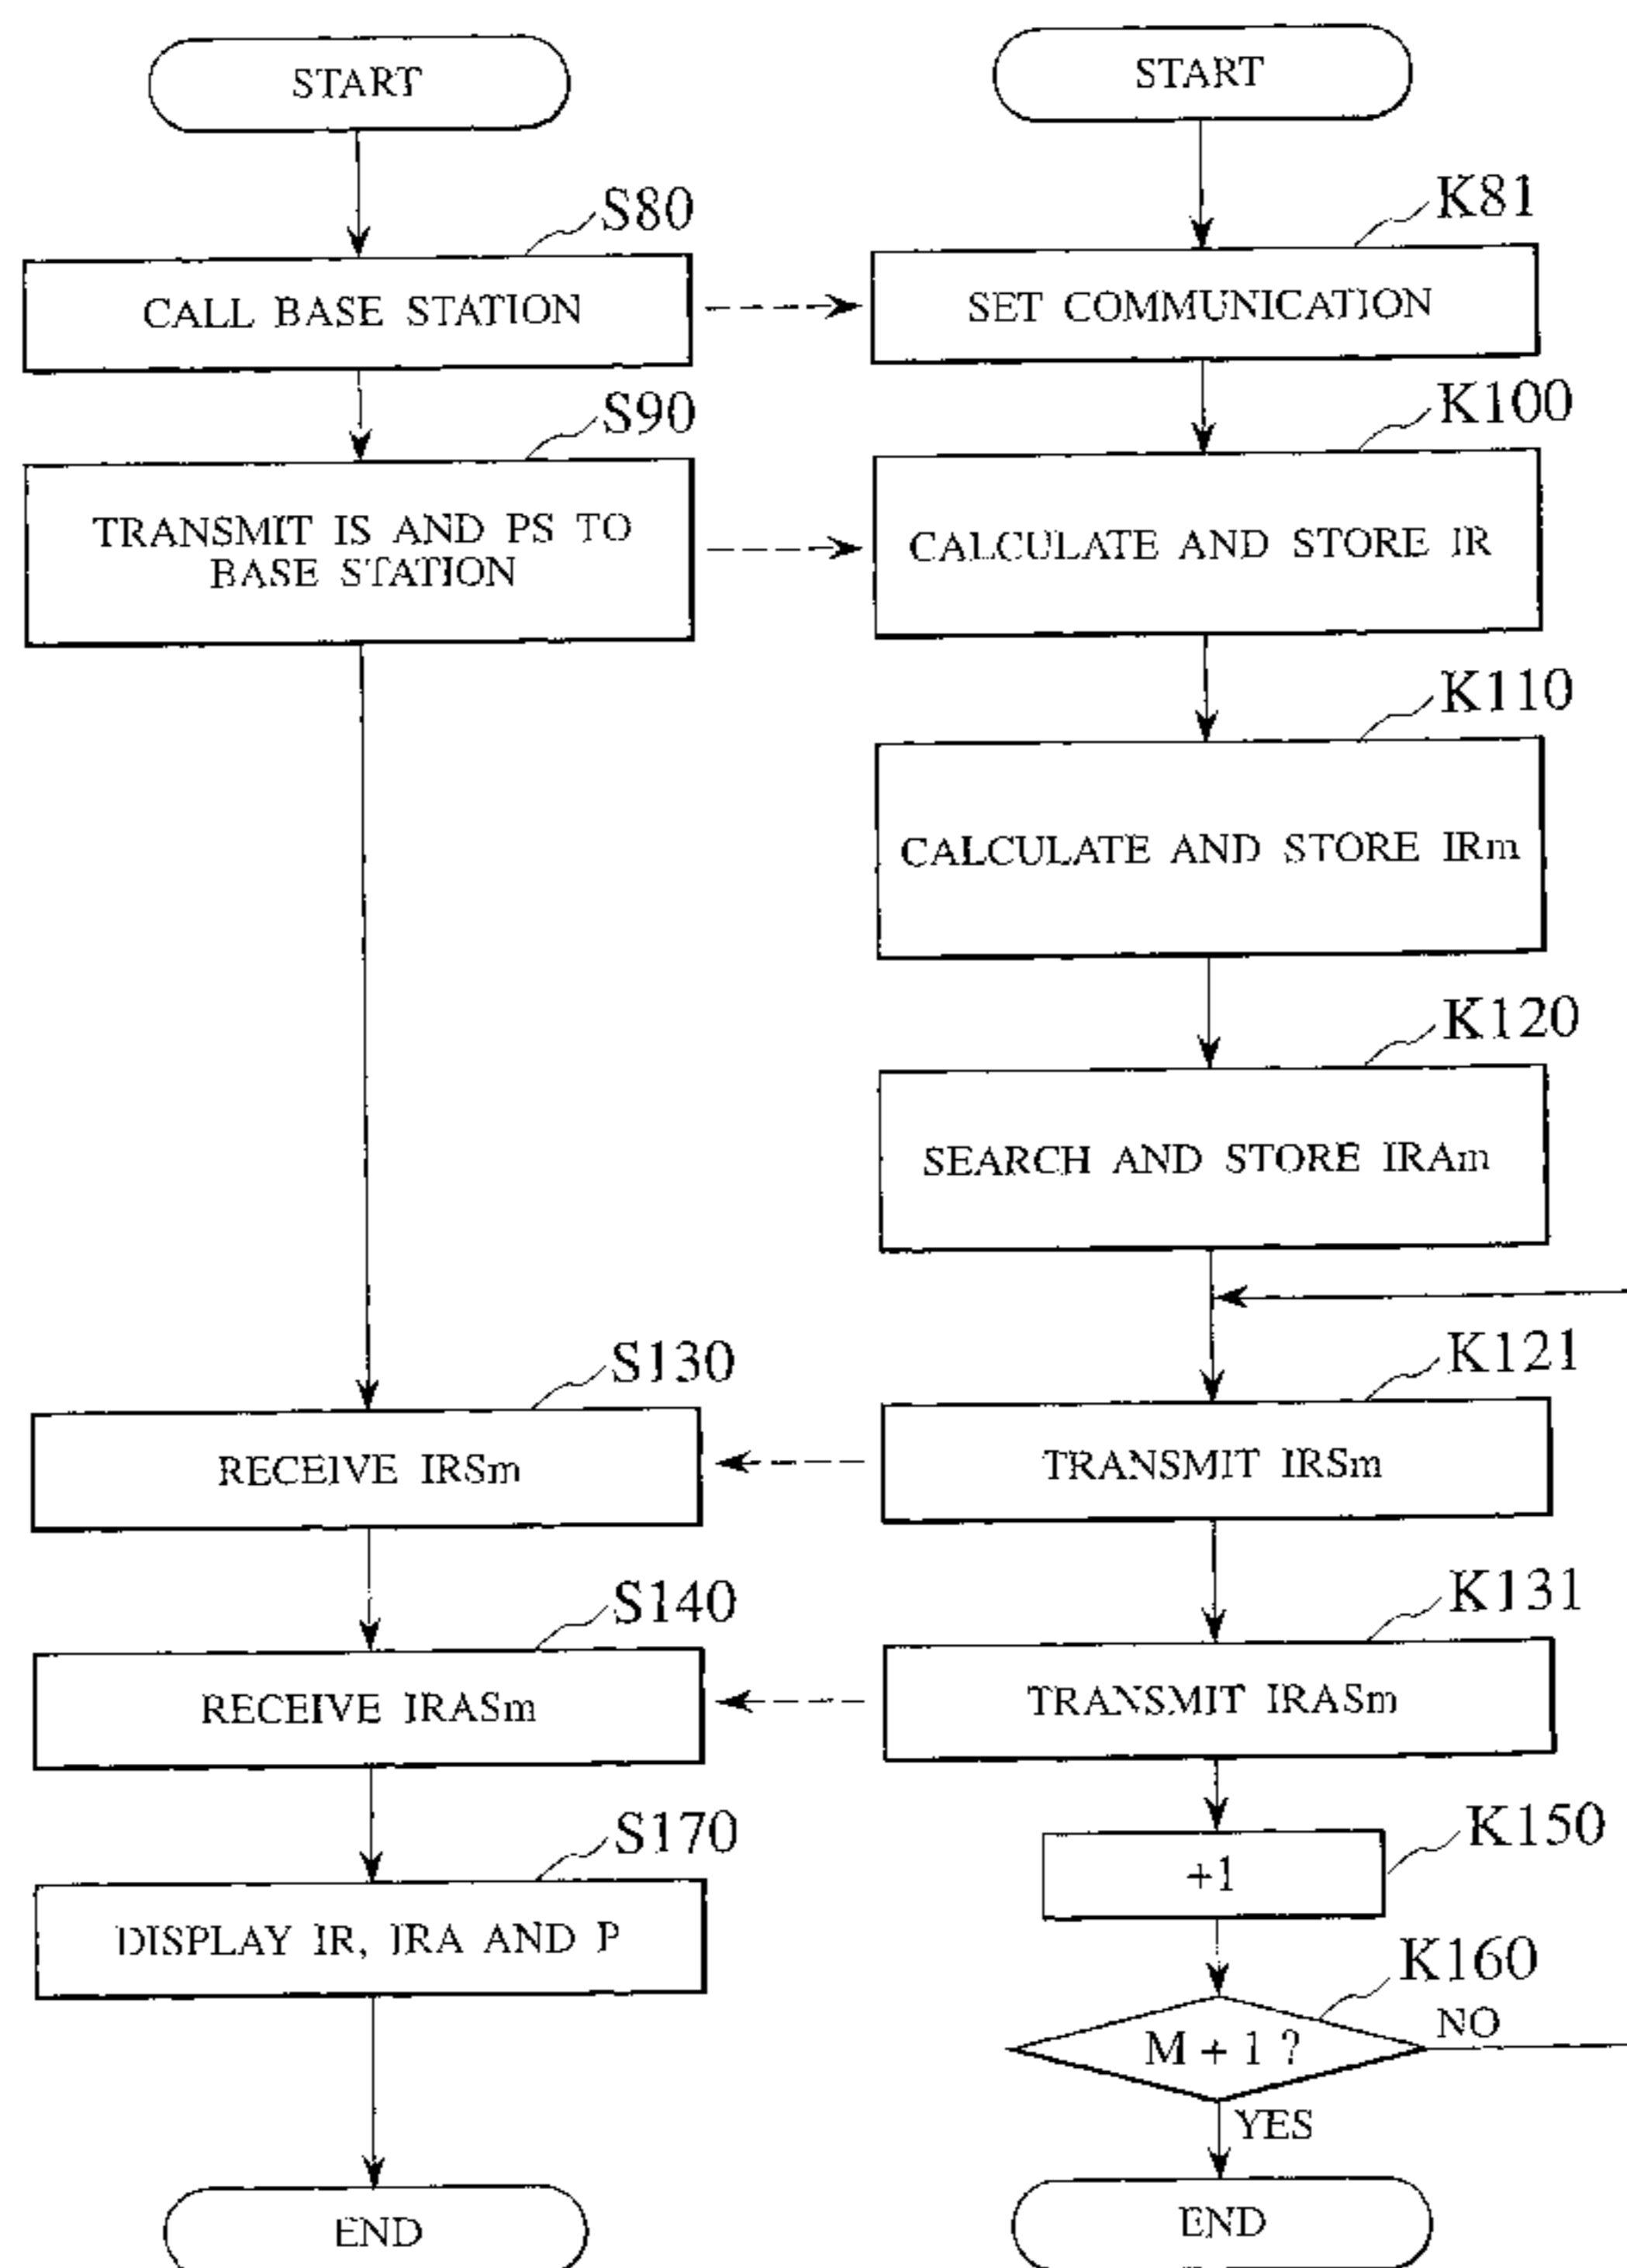 START
S80
CALL BASE STATION
S90
TRANSMIT IS AND PS TO
BASE STATION
S130
RECEIVE IRSm
S140
RECEIVE IRASm
S170
DISPLAY IR, IRA AND P
END
START
K81
SET COMMUNICATION
K100
CALCULATE AND STORE IR
K110
CALCULATE AND STORE IRm
K120
SEARCH AND STORE IRAm
K121
TRANSMIT IRSm
K131
TRANSMIT IRASm
K150
+1
K160
M + 1 ?
NO
YES
END